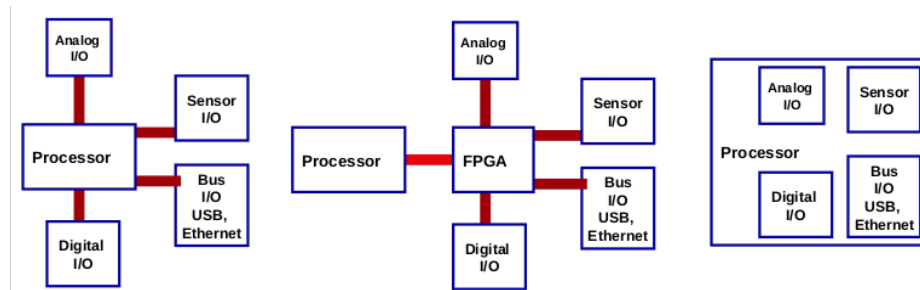 Analog
I/O
Sensor
I/O
Processor
Bus
I/O
USB,
Ethernet
Digital
I/O
Analog
I/O
Sensor
I/O
Processor
FPGA
Bus
I/O
USB,
Ethernet
Digital
I/O
Analog
I/O
Sensor
I/O
Processor
Bus
I/O
USB,
Ethernet
Digital
I/O